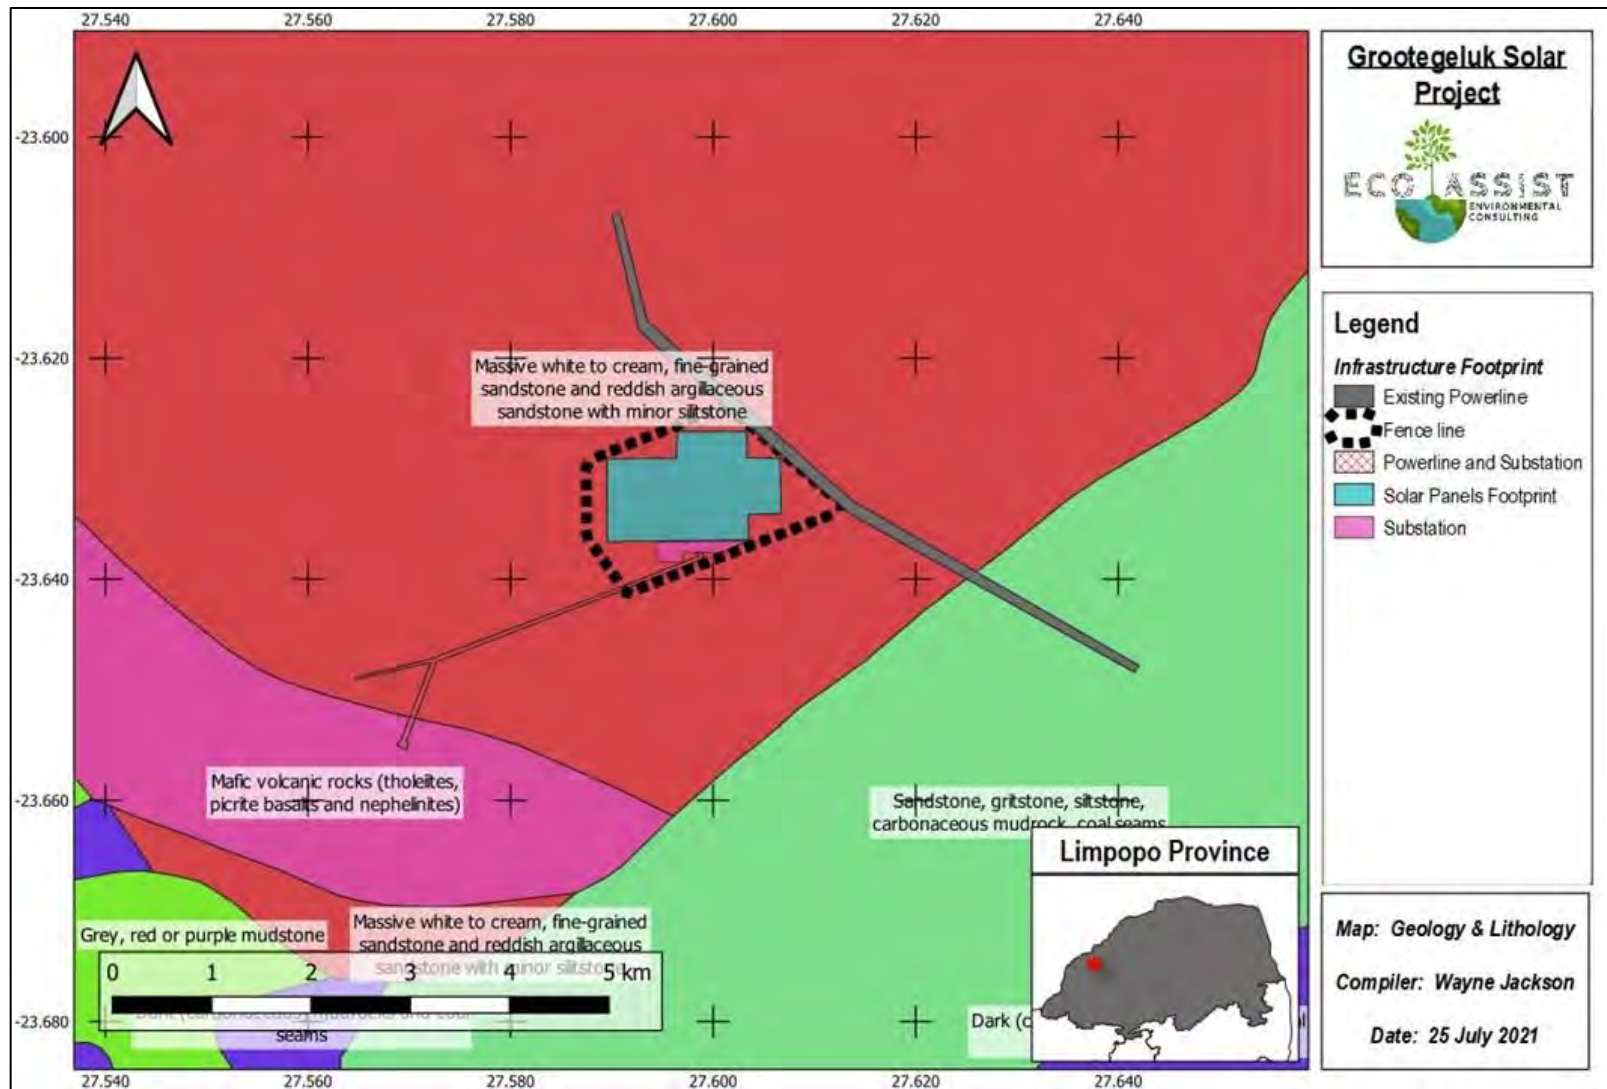 27.540 27.560 27.580 27.600 27.620 27.640
-23.600
-23.620
-23.640
-23.660
-23.680
Massive white to cream, fine-grained
sandstone and reddish argillaceous
sandstone with minor siltstone
Mafic volcanic rocks (tholeiites,
picrite basalts and nephelinites)
Sandstone, gritstone, siltstone,
carbonaceous mudrock, coal seams
Grey, red or purple mudstone
Massive white to cream, fine-grained
sandstone and reddish argillaceous
sandstone with minor siltstone
0 1 2 3 4 5 km
Dark (carbonaceous) mudrocks and coal
seams
Dark (c
Limpopo Province
27.540 27.560 27.580 27.600 27.620 27.640
Grootegeluk Solar
Project
ECO ASSIST
ENVIRONMENTAL
CONSULTING
Legend
Infrastructure Footprint
Existing Powerline
Fence line
Powerline and Substation
Solar Panels Footprint
Substation
Map: Geology & Lithology
Compiler: Wayne Jackson
Date: 25 July 2021